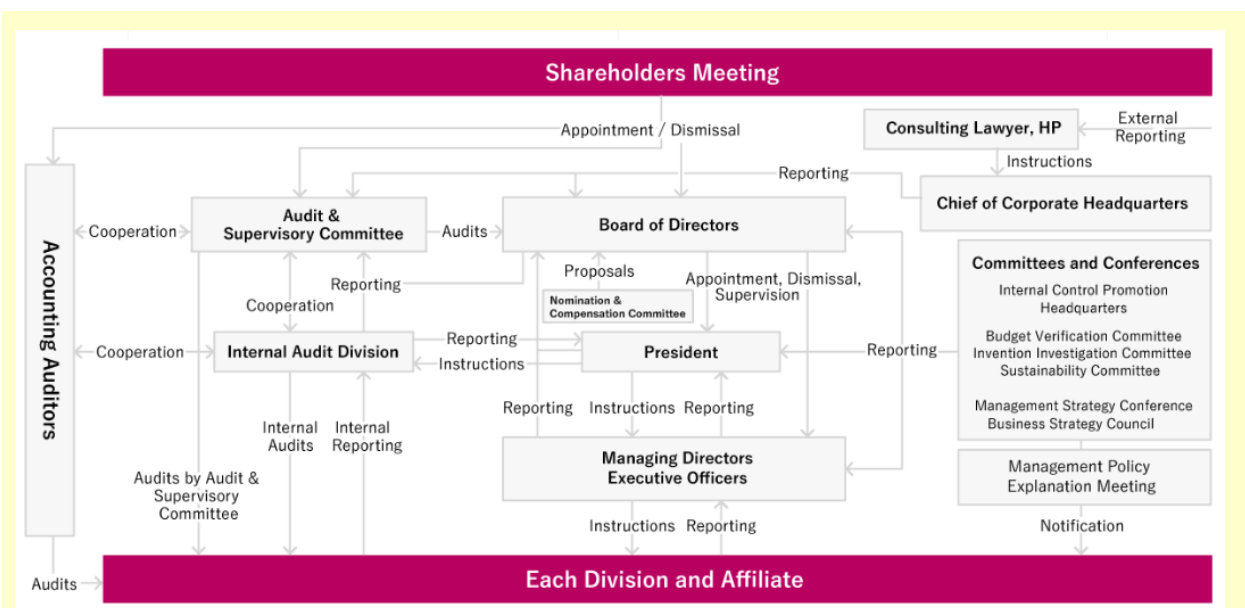 Shareholders Meeting
Appointment / Dismissal
Consulting Lawyer, HP
External
Reporting
Instructions
Reporting
Chief of Corporate Headquarters
Accounting Auditors
Cooperation
Audit &
Supervisory Committee
Audits
Board of Directors
Committees and Conferences
Internal Control Promotion
Headquarters
Budget Verification Committee
Invention Investigation Committee
Sustainability Committee
Management Strategy Conference
Business Strategy Council
Reporting
Cooperation
Proposals
Nomination &
Compensation Committee
Appointment, Dismissal,
Supervision
Cooperation
Internal Audit Division
Reporting
Instructions
President
Reporting
Internal
Audits
Internal
Reporting
Reporting
Instructions
Reporting
Managing Directors
Executive Officers
Management Policy
Explanation Meeting
Audits by Audit &
Supervisory
Committee
Instructions
Reporting
Notification
Audits
Each Division and Affiliate